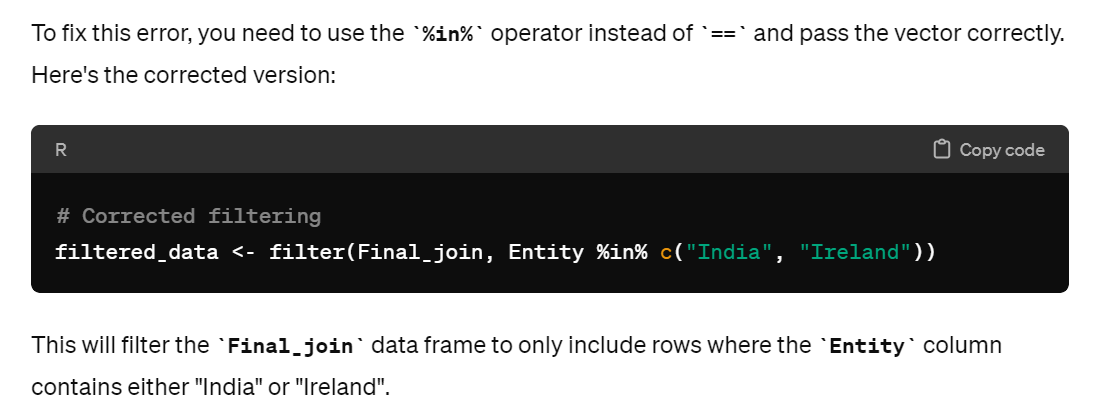 To fix this error, you need to use the `%in%` operator instead of `==` and pass the vector correctly.
Here's the corrected version:
R
Copy code
# Corrected filtering
filtered_data <- filter(Final_join, Entity %in% c("India", "Ireland"))
This will filter the `Final_join` data frame to only include rows where the `Entity` column
contains either "India" or "Ireland".